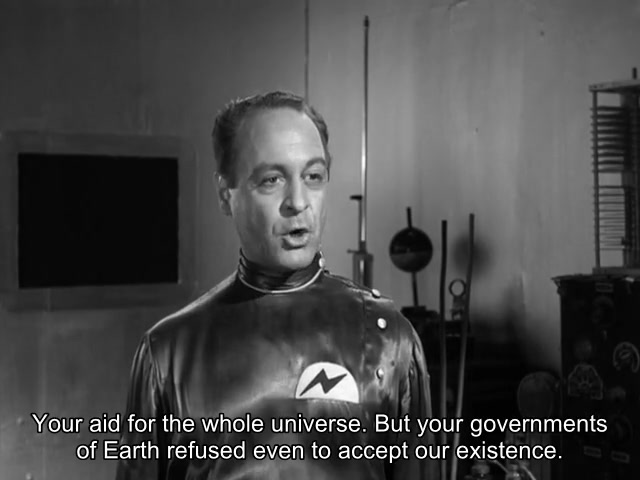 Your aid for the whole universe. But your governments
of Earth refused even to accept our existence.